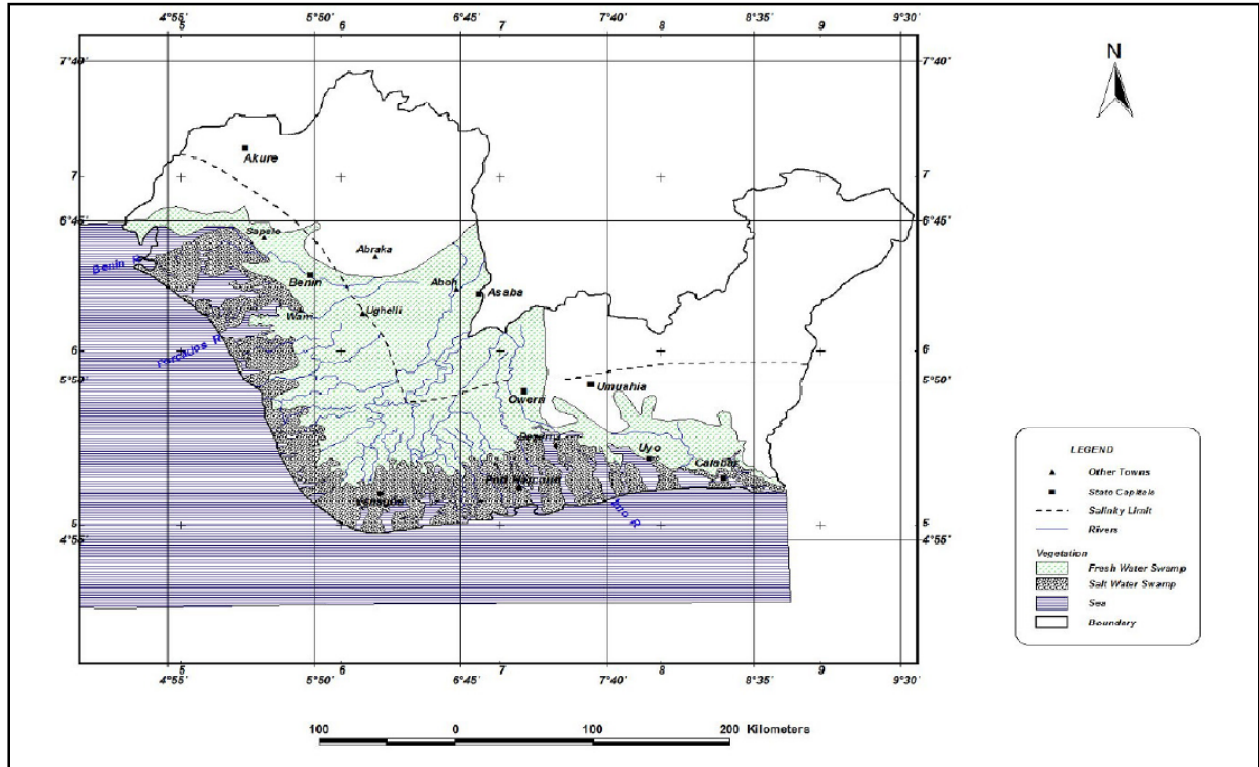 4°55' 5°50' 6°45' 7°40' 8°35' 9°30'
5 6 7 8 9
7°40' 7°40'
N
Akure
7 7
6°45' 6°45'
Sapele
Abraka
Benin R
Benin
Aboh
Asaba
Warri
Ughelli
Forcados R
6 6
5°50' 5°50'
Umuahia
Owerri
Uyo
Calabar
Port Harcourt
Yenagoa
Imo R
5 5
4°55' 4°55'
LEGEND
Other Towns
State Capitals
Salinity Limit
Rivers
Vegetation
Fresh Water Swamp
Salt Water Swamp
Sea
Boundary
4°55' 5°50' 6°45' 7°40' 8°35' 9°30'
5 6 7 8 9
100 0 100 200 Kilometers